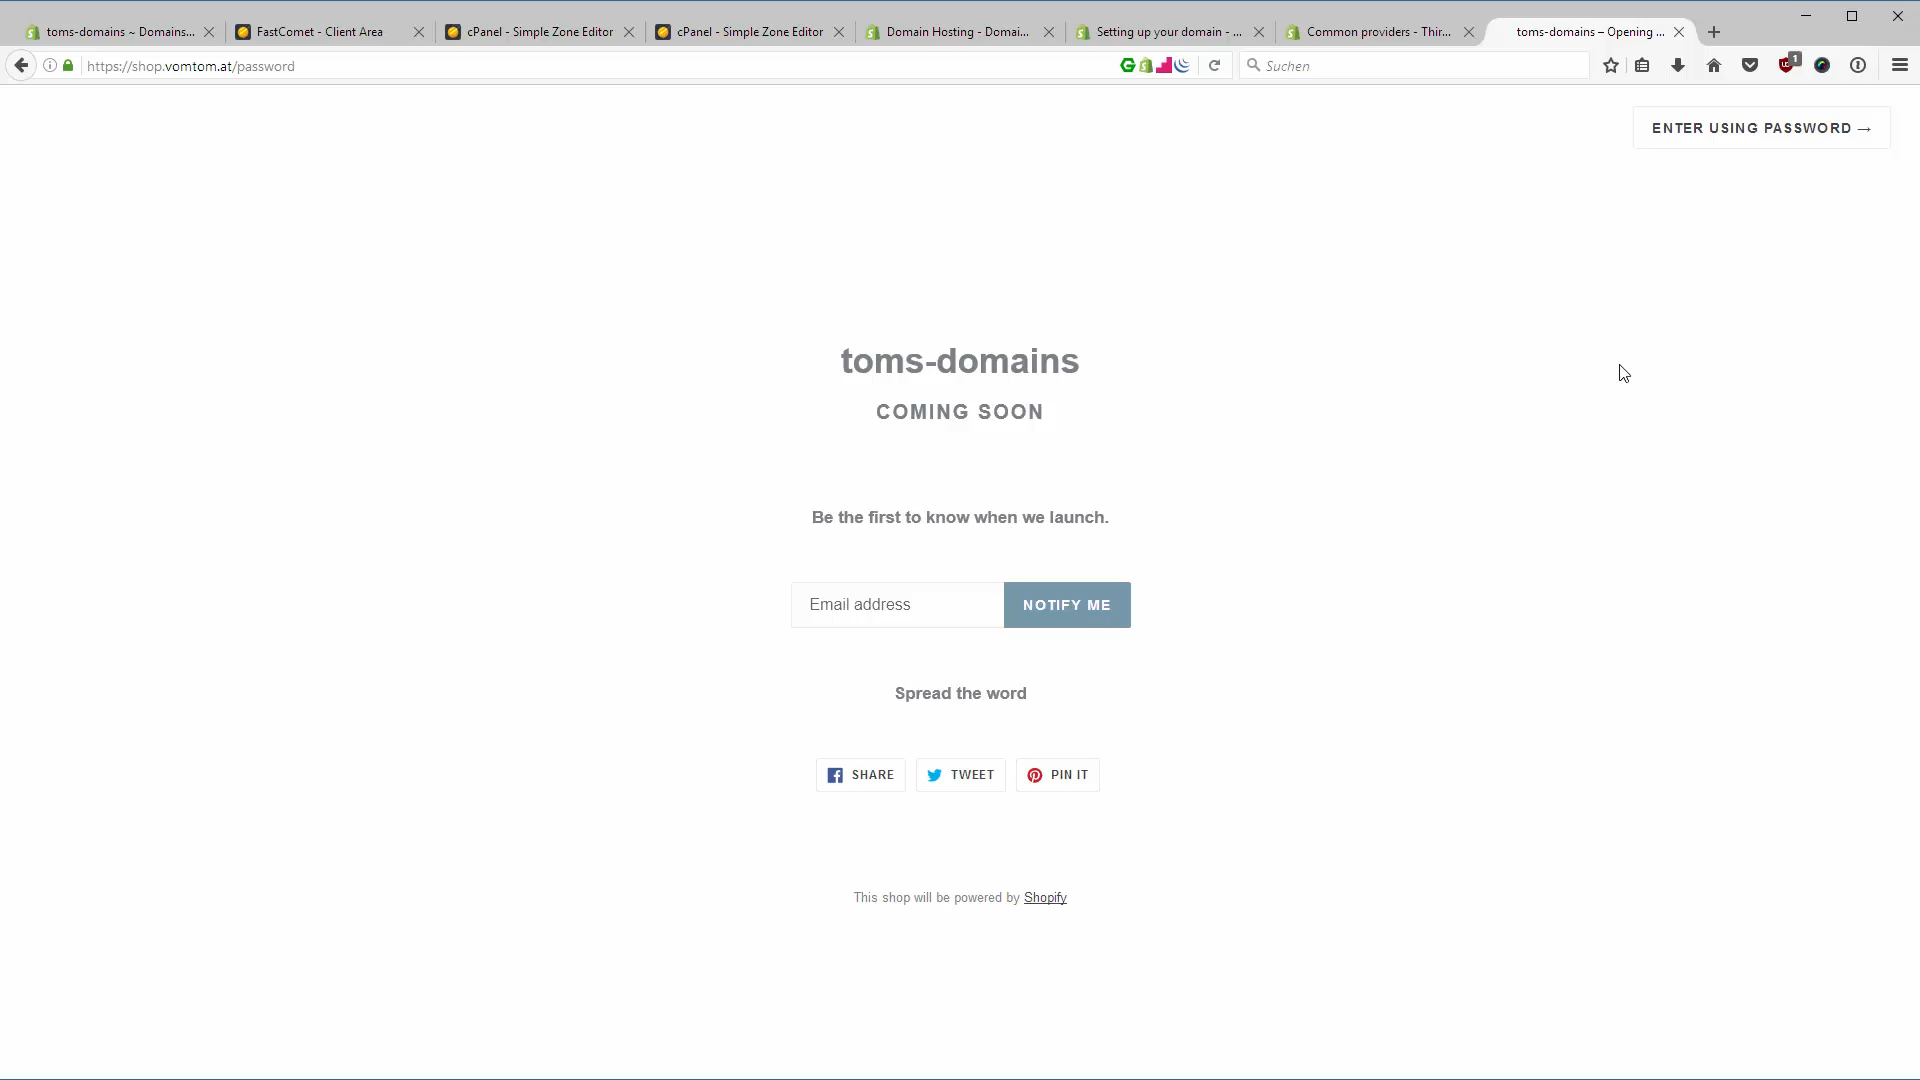 toms-domains ~ Domains...
FastComet - Client Area
cPanel - Simple Zone Editor
cPanel - Simple Zone Editor
Domain Hosting - Domai...
Setting up your domain - ...
Common providers - Thir...
toms-domains – Opening ...
https://shop.vomtom.at/password
Suchen
1
ENTER USING PASSWORD →
toms-domains
COMING SOON
Be the first to know when we launch.
Email address
NOTIFY ME
Spread the word
SHARE
TWEET
PIN IT
This shop will be powered by Shopify